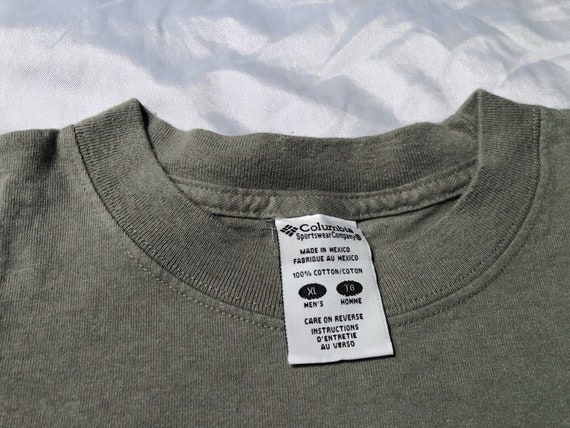 Columbia
Sportswear Company®
MADE IN MEXICO
FABRIQUE AU MEXICO
100% COTTON/COTON
XL TG
MEN'S HOMME
CARE ON REVERSE
INSTRUCTIONS
D'ENTRETIE
AU VERSO